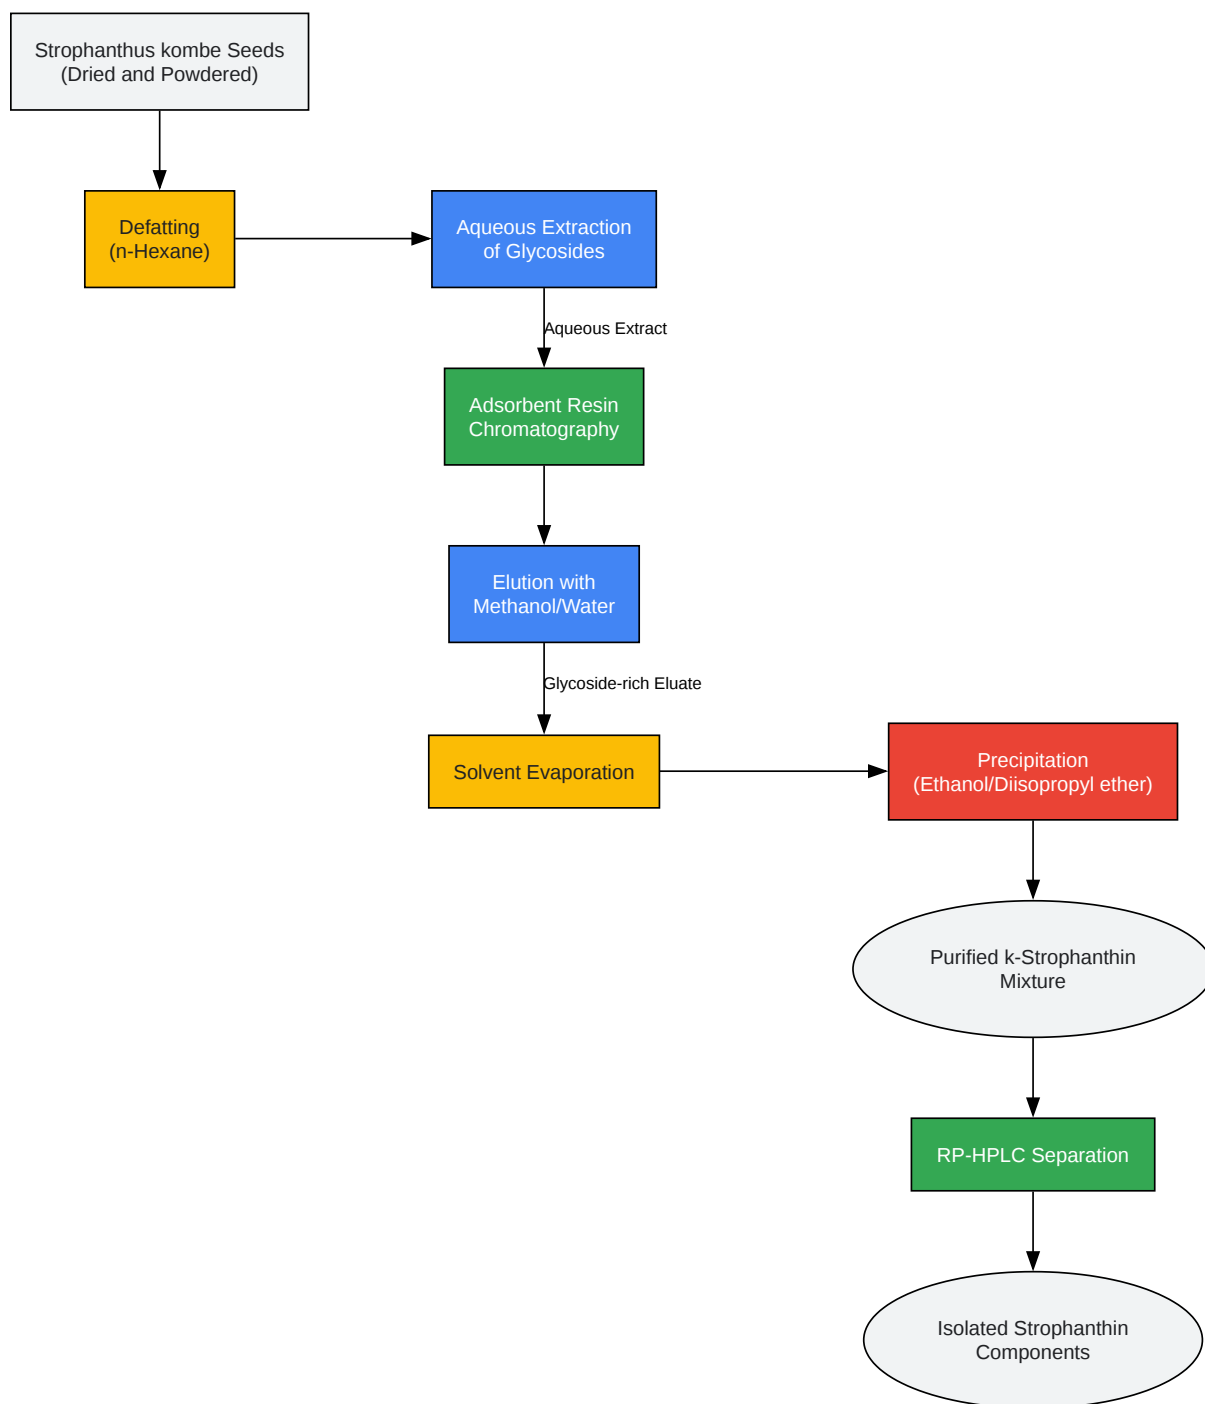 Strophanthus kombe Seeds
(Dried and Powdered)
Defatting
(n-Hexane)
Aqueous Extraction
of Glycosides
Aqueous Extract
Adsorbent Resin
Chromatography
Elution with
Methanol/Water
Glycoside-rich Eluate
Solvent Evaporation
Precipitation
(Ethanol/Diisopropyl ether)
Purified k-Strophanthin
Mixture
RP-HPLC Separation
Isolated Strophanthin
Components